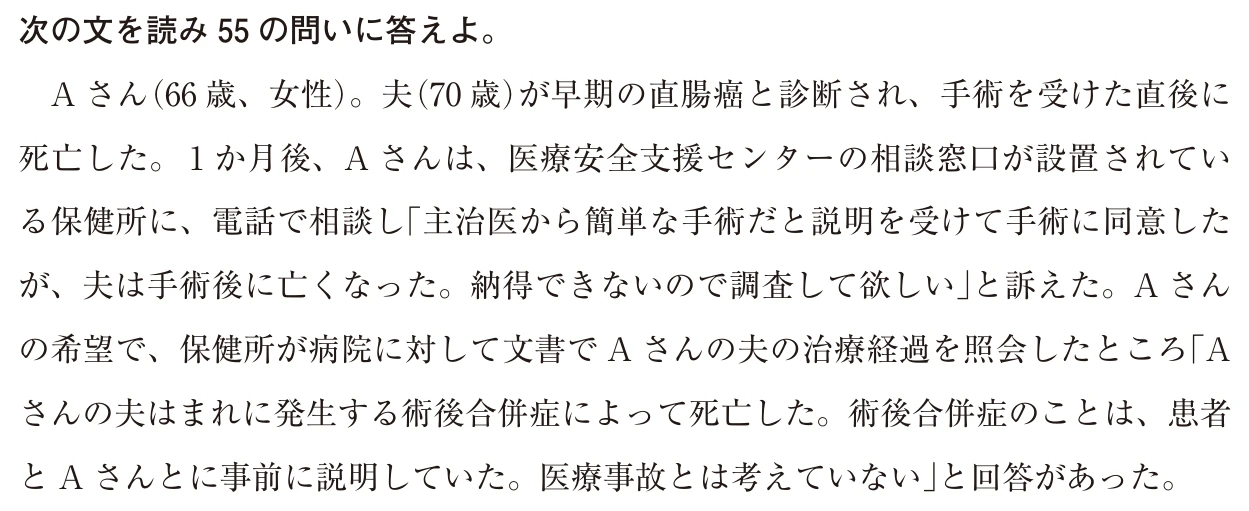 次の文を読み 55 の問いに答えよ。
A さん(66 歳、女性)。夫(70 歳)が早期の直腸癌と診断され、手術を受けた直後に
死亡した。1 か月後、A さんは、医療安全支援センターの相談窓口が設置されてい
る保健所に、電話で相談し「主治医から簡単な手術だと説明を受けて手術に同意した
が、夫は手術後に亡くなった。納得できないので調査して欲しい」と訴えた。A さん
の希望で、保健所が病院に対して文書で A さんの夫の治療経過を照会したところ「A
さんの夫はまれに発生する術後合併症によって死亡した。術後合併症のことは、患者
と A さんとに事前に説明していた。医療事故とは考えていない」と回答があった。